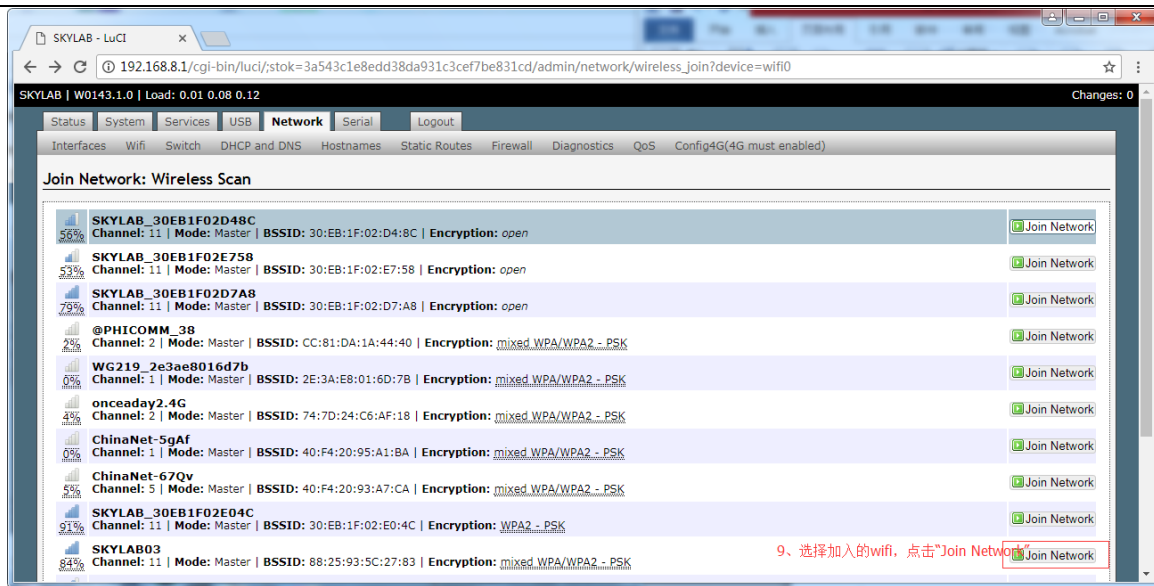 SKYLAB - LuCI
192.168.8.1/cgi-bin/luci/;stok=3a543c1e8edd38da931c3cef7be831cd/admin/network/wireless_join?device=wifi0
SKYLAB | W0143.1.0 | Load: 0.01 0.08 0.12 Changes: 0
Status System Services USB Network Serial Logout
Interfaces Wifi Switch DHCP and DNS Hostnames Static Routes Firewall Diagnostics QoS Config4G(4G must enabled)
Join Network: Wireless Scan
SKYLAB_30EB1F02D48C
56% Channel: 11 | Mode: Master | BSSID: 30:EB:1F:02:D4:8C | Encryption: open
Join Network
SKYLAB_30EB1F02E758
53% Channel: 11 | Mode: Master | BSSID: 30:EB:1F:02:E7:58 | Encryption: open
Join Network
SKYLAB_30EB1F02D7A8
79% Channel: 11 | Mode: Master | BSSID: 30:EB:1F:02:D7:A8 | Encryption: open
Join Network
@PHICOMM_38
2% Channel: 2 | Mode: Master | BSSID: CC:81:DA:1A:44:40 | Encryption: mixed WPA/WPA2 - PSK
Join Network
WG219_2e3ae8016d7b
0% Channel: 1 | Mode: Master | BSSID: 2E:3A:E8:01:6D:7B | Encryption: mixed WPA/WPA2 - PSK
Join Network
onceaday2.4G
4% Channel: 2 | Mode: Master | BSSID: 74:7D:24:C6:AF:18 | Encryption: mixed WPA/WPA2 - PSK
Join Network
ChinaNet-5gAf
0% Channel: 1 | Mode: Master | BSSID: 40:F4:20:95:A1:BA | Encryption: mixed WPA/WPA2 - PSK
Join Network
ChinaNet-67Qv
5% Channel: 5 | Mode: Master | BSSID: 40:F4:20:93:A7:CA | Encryption: mixed WPA/WPA2 - PSK
Join Network
SKYLAB_30EB1F02E04C
91% Channel: 11 | Mode: Master | BSSID: 30:EB:1F:02:E0:4C | Encryption: WPA2 - PSK
Join Network
SKYLAB03
84% Channel: 11 | Mode: Master | BSSID: 88:25:93:5C:27:83 | Encryption: mixed WPA/WPA2 - PSK
9、选择加入的wifi，点击“Join Network”
Join Network